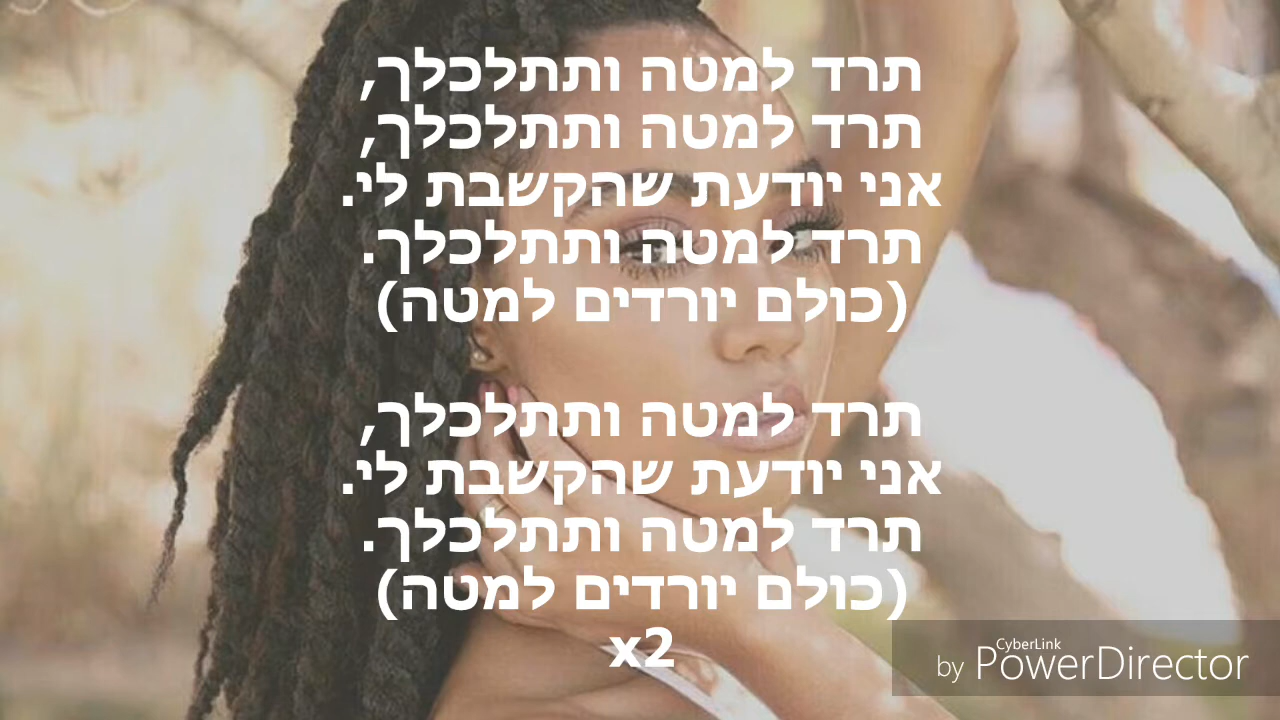 תרד למטה ותתלכלך,
תרד למטה ותתלכלך,
אני יודעת שהקשבת לי.
תרד למטה ותתלכלך.
(כולם יורדים למטה)
תרד למטה ותתלכלך,
אני יודעת שהקשבת לי.
תרד למטה ותתלכלך.
(כולם יורדים למטה)
x2
by CyberLink PowerDirector